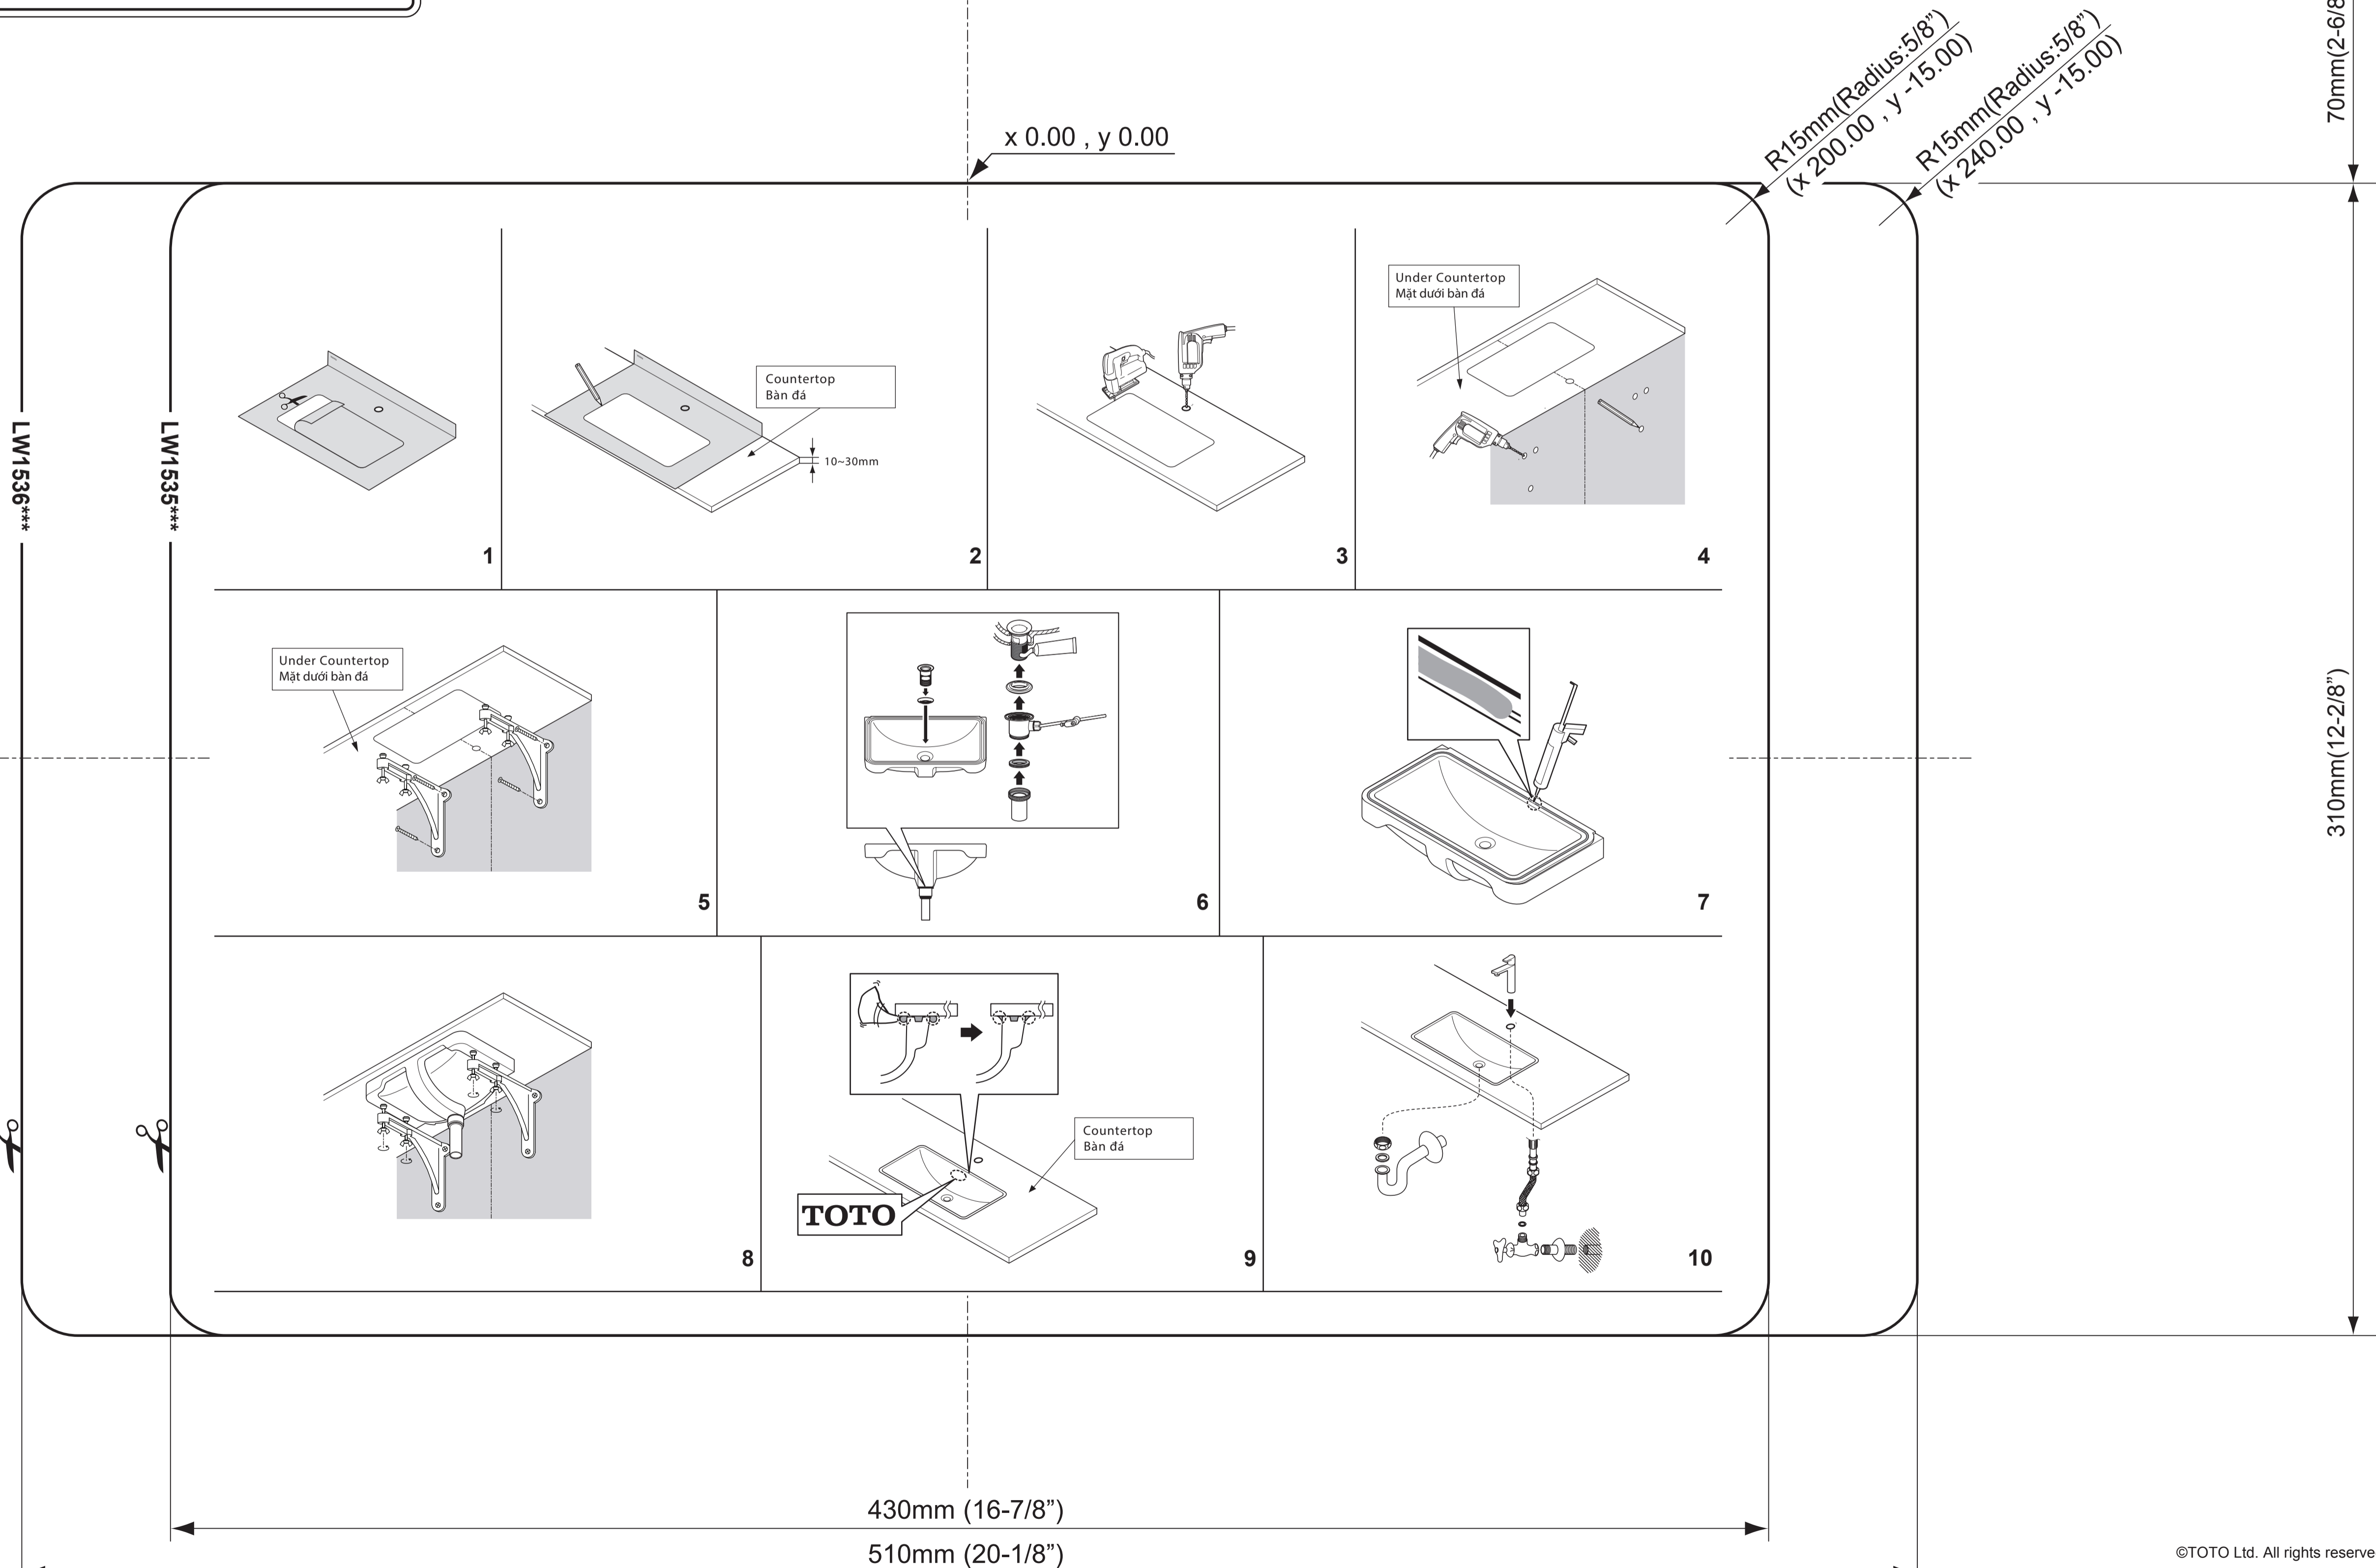 70mm(2-6/8
R15mm(Radius:5/8”)
(x 200.00 , y -15.00)
R15mm(Radius:5/8”)
(x 240.00 , y -15.00)
x 0.00 , y 0.00
LW1536***
LW1535***
1
Countertop
Bàn đá
10~30mm
2
3
Under Countertop
Mặt dưới bàn đá
4
Under Countertop
Mặt dưới bàn đá
5
6
7
310mm(12-2/8”)
8
Countertop
Bàn đá
TOTO
9
10
430mm (16-7/8”)
510mm (20-1/8”)
©TOTO Ltd. All rights reserve